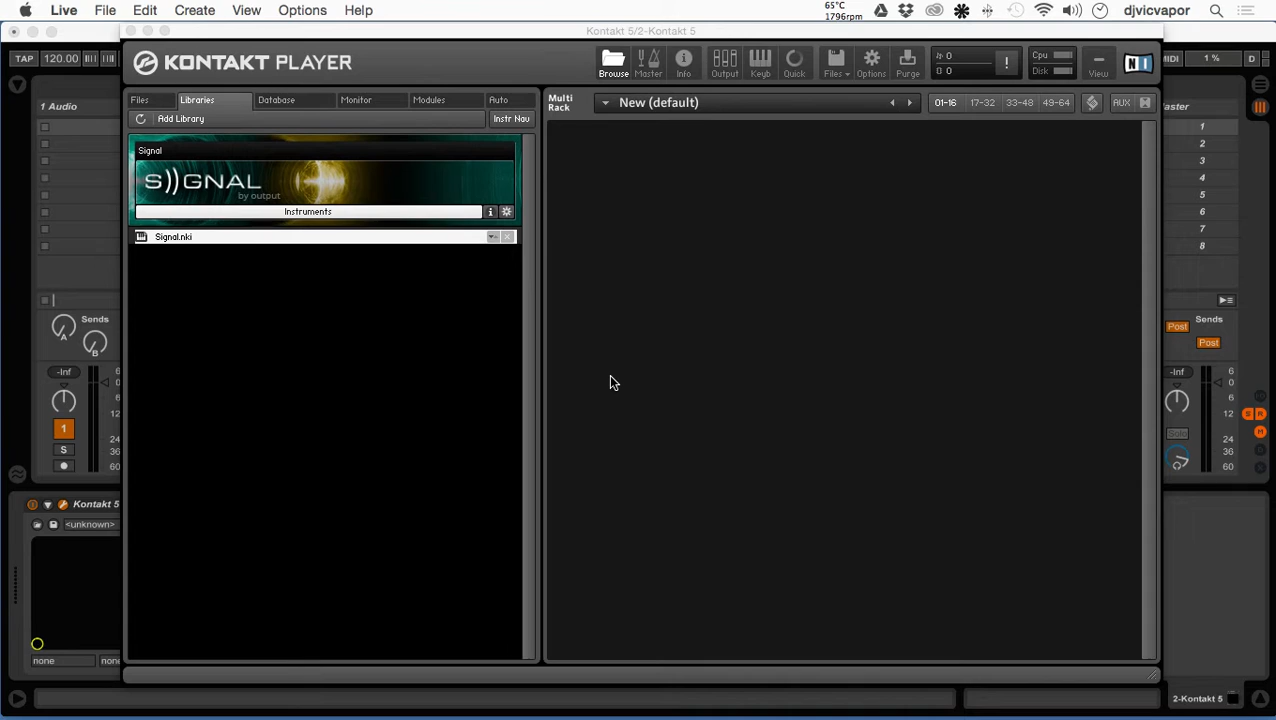 Live File Edit Create View Options Help 65°C 1796rpm djvicvapor
Kontakt 5/2-Kontakt 5
TAP 120.00 MIDI 1 % D
KONTAKT PLAYER
Browse Master Info Output Keyb Quick Files Options Purge 0 0 ! Cpu Disk View NI
1 Audio
Files Libraries Database Monitor Modules Auto
Add Library Instr Nav
Multi Rack New (default) 01-16 17-32 33-48 49-64 AUX
aster
Signal
SIGNAL
by output
Instruments i
Signal.nki
1
2
3
4
5
6
7
8
Sends
A
B
-Inf
6
0
6
12
24
36
60
1
S
Post Sends
Post
-Inf
6
0
6
12
24
36
60
Solo
S R
M
Kontakt 5
<unknown>
none none
2-Kontakt 5